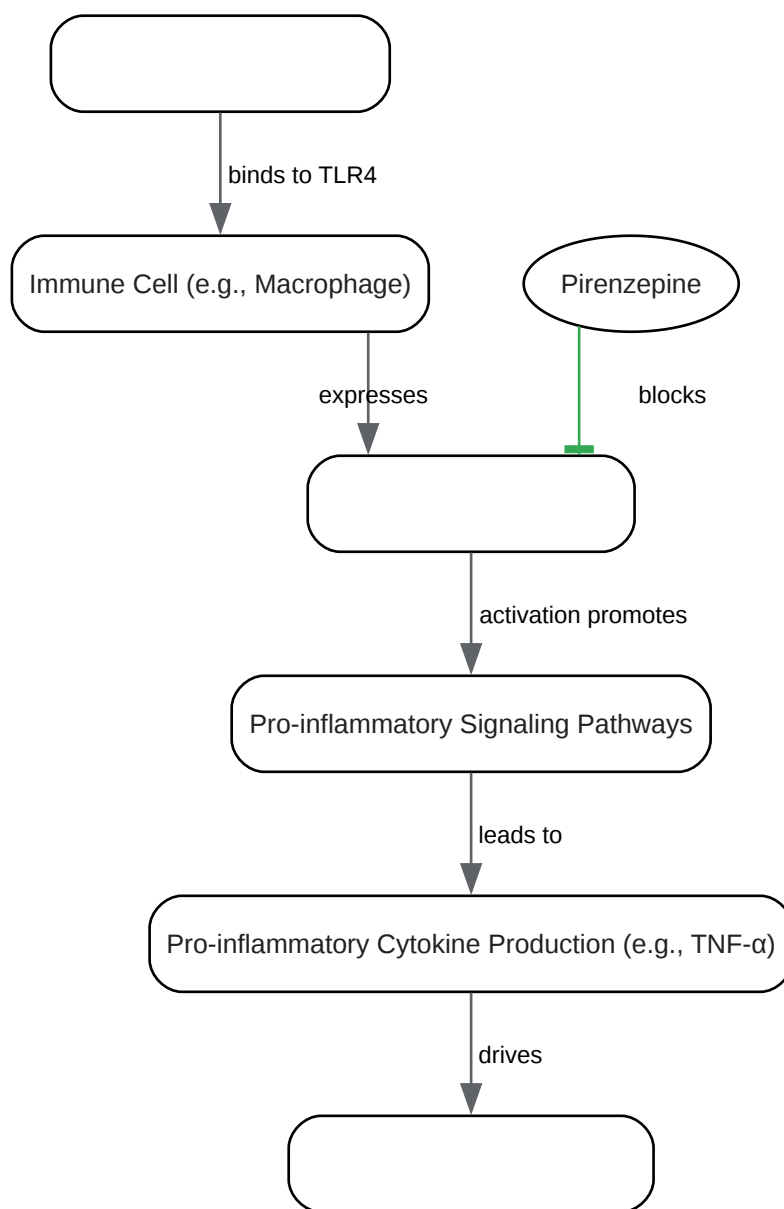 binds to TLR4
Immune Cell (e.g., Macrophage)
Pirenzepine
expresses
blocks
activation promotes
Pro-inflammatory Signaling Pathways
leads to
Pro-inflammatory Cytokine Production (e.g., TNF-α)
drives